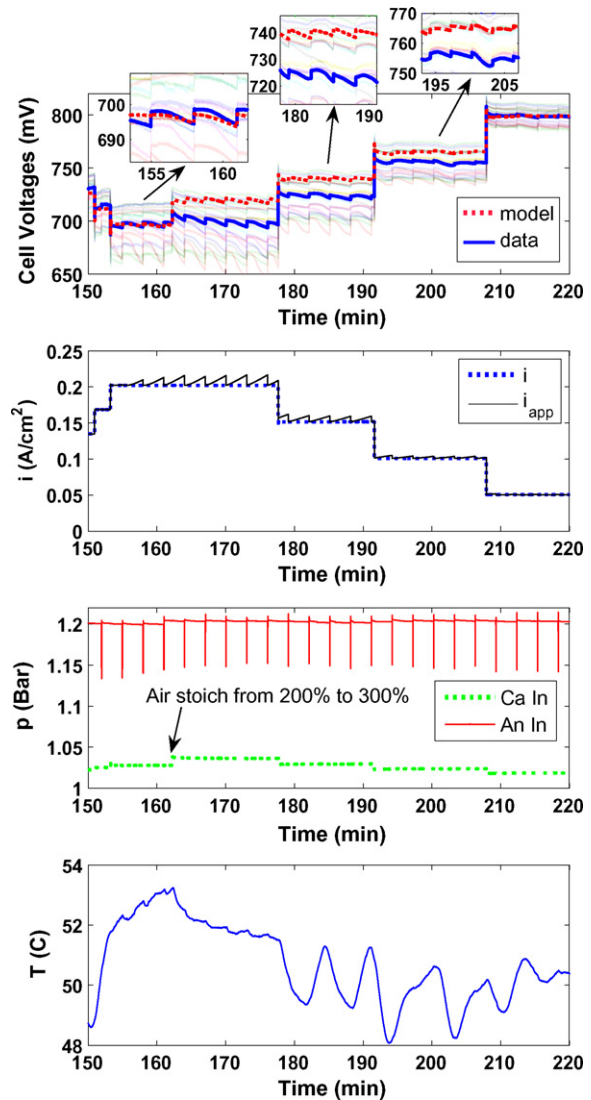 740
730
720
180 185 190
770
760
750
195 201 207
700
690
155 160
800
750
700
650
Cell Voltages (mV)
model
data
150 160 170 180 190 200 210 220
Time (min)
0.25
0.2
0.15
0.1
0.05
0
i (A/cm²)
i
i app
150 160 170 180 190 200 210 220
Time (min)
1.2
1.15
1.1
1.05
1
p (Bar)
Air stoich from 200% to 300%
Ca In
An In
150 160 170 180 190 200 210 220
Time (min)
54
52
50
48
T (C)
150 160 170 180 190 200 210 220
Time (min)